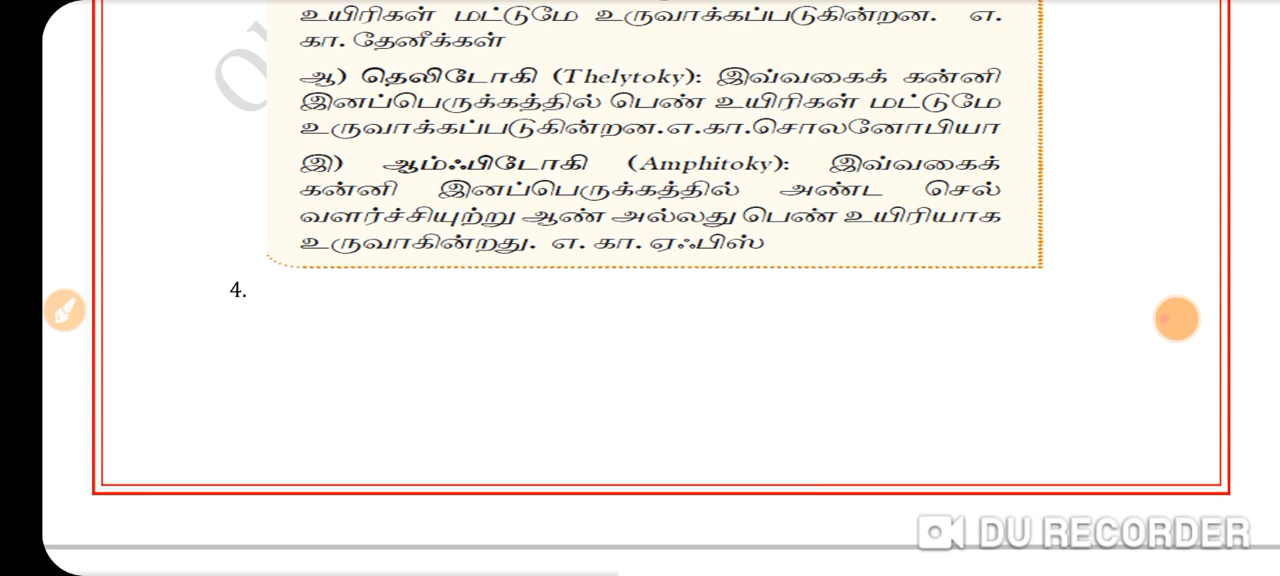 உயிரிகள் மட்டுமே உருவாக்கப்படுகின்றன. எ.
கா. தேனீக்கள்
ஆ) தெலிடோகி (Thelytoky): இவ்வகைக் கன்னி
இனப்பெருக்கத்தில் பெண் உயிரிகள் மட்டுமே
உருவாக்கப்படுகின்றன.எ.கா.சொலனோபியா
இ) ஆம்ஃபிடோகி (Amphitoky): இவ்வகைக்
கன்னி இனப்பெருக்கத்தில் அண்ட செல்
வளர்ச்சியுற்று ஆண் அல்லது பெண் உயிரியாக
உருவாகின்றது. எ. கா. ஏஃபிஸ்
4.
DU RECORDER